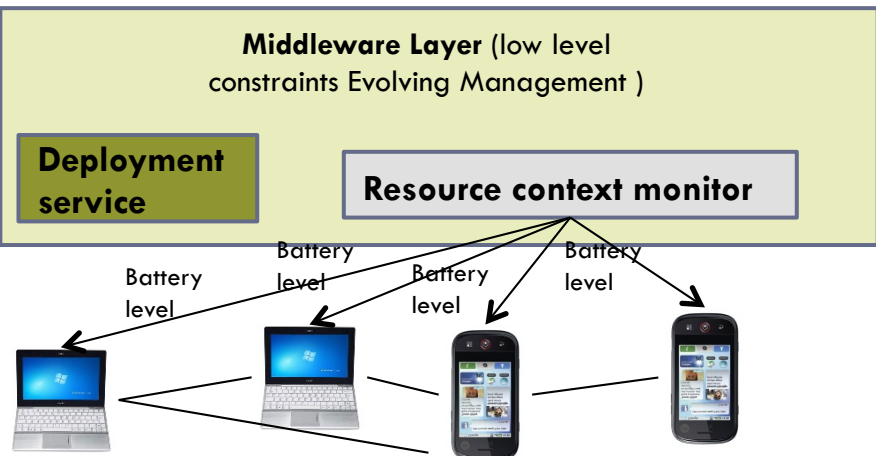 Middleware Layer (low level
constraints Evolving Management )
Deployment
service
Resource context monitor
Battery
level
Battery
level
Battery
level
Battery
level